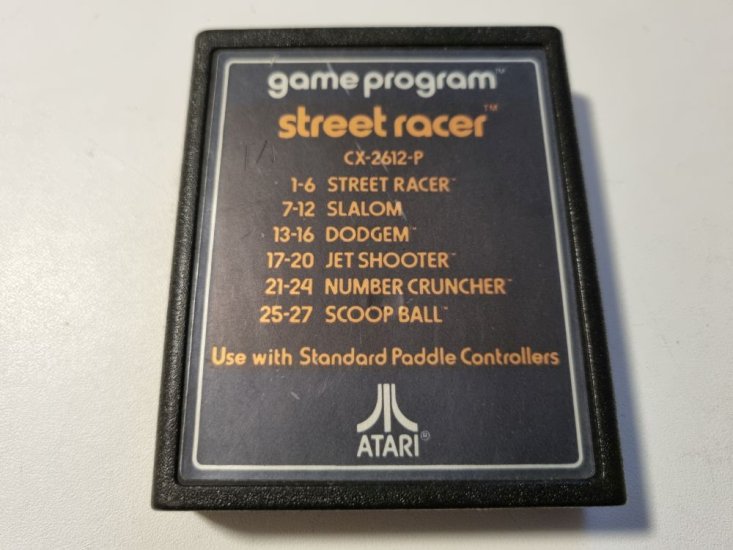 game program™
street racer™
CX-2612-P
1-6 STREET RACER™
7-12 SLALOM
13-16 DODGEM™
17-20 JET SHOOTER™
21-24 NUMBER CRUNCHER™
25-27 SCOOP BALL™
Use with Standard Paddle Controllers
ATARI®